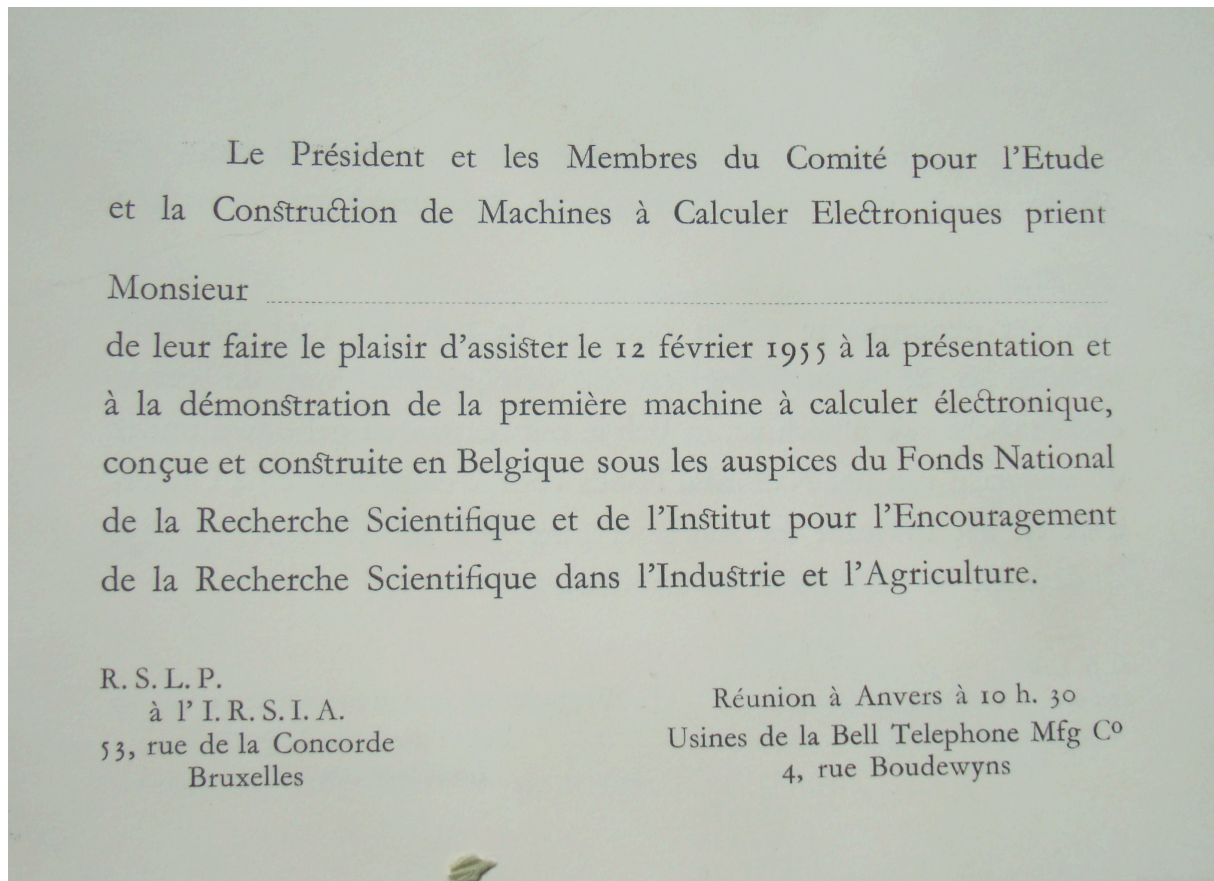 Le Président et les Membres du Comité pour l'Etude
et la Construction de Machines à Calculer Electroniques prient
Monsieur
de leur faire le plaisir d'assister le 12 février 1955 à la présentation et
à la démonstration de la première machine à calculer électronique,
conçue et construite en Belgique sous les auspices du Fonds National
de la Recherche Scientifique et de l'Institut pour l'Encouragement
de la Recherche Scientifique dans l'Industrie et l'Agriculture.
R. S. L. P.
à l' I. R. S. I. A.
53, rue de la Concorde
Bruxelles
Réunion à Anvers à 10 h. 30
Usines de la Bell Telephone Mfg Cº
4, rue Boudewyns